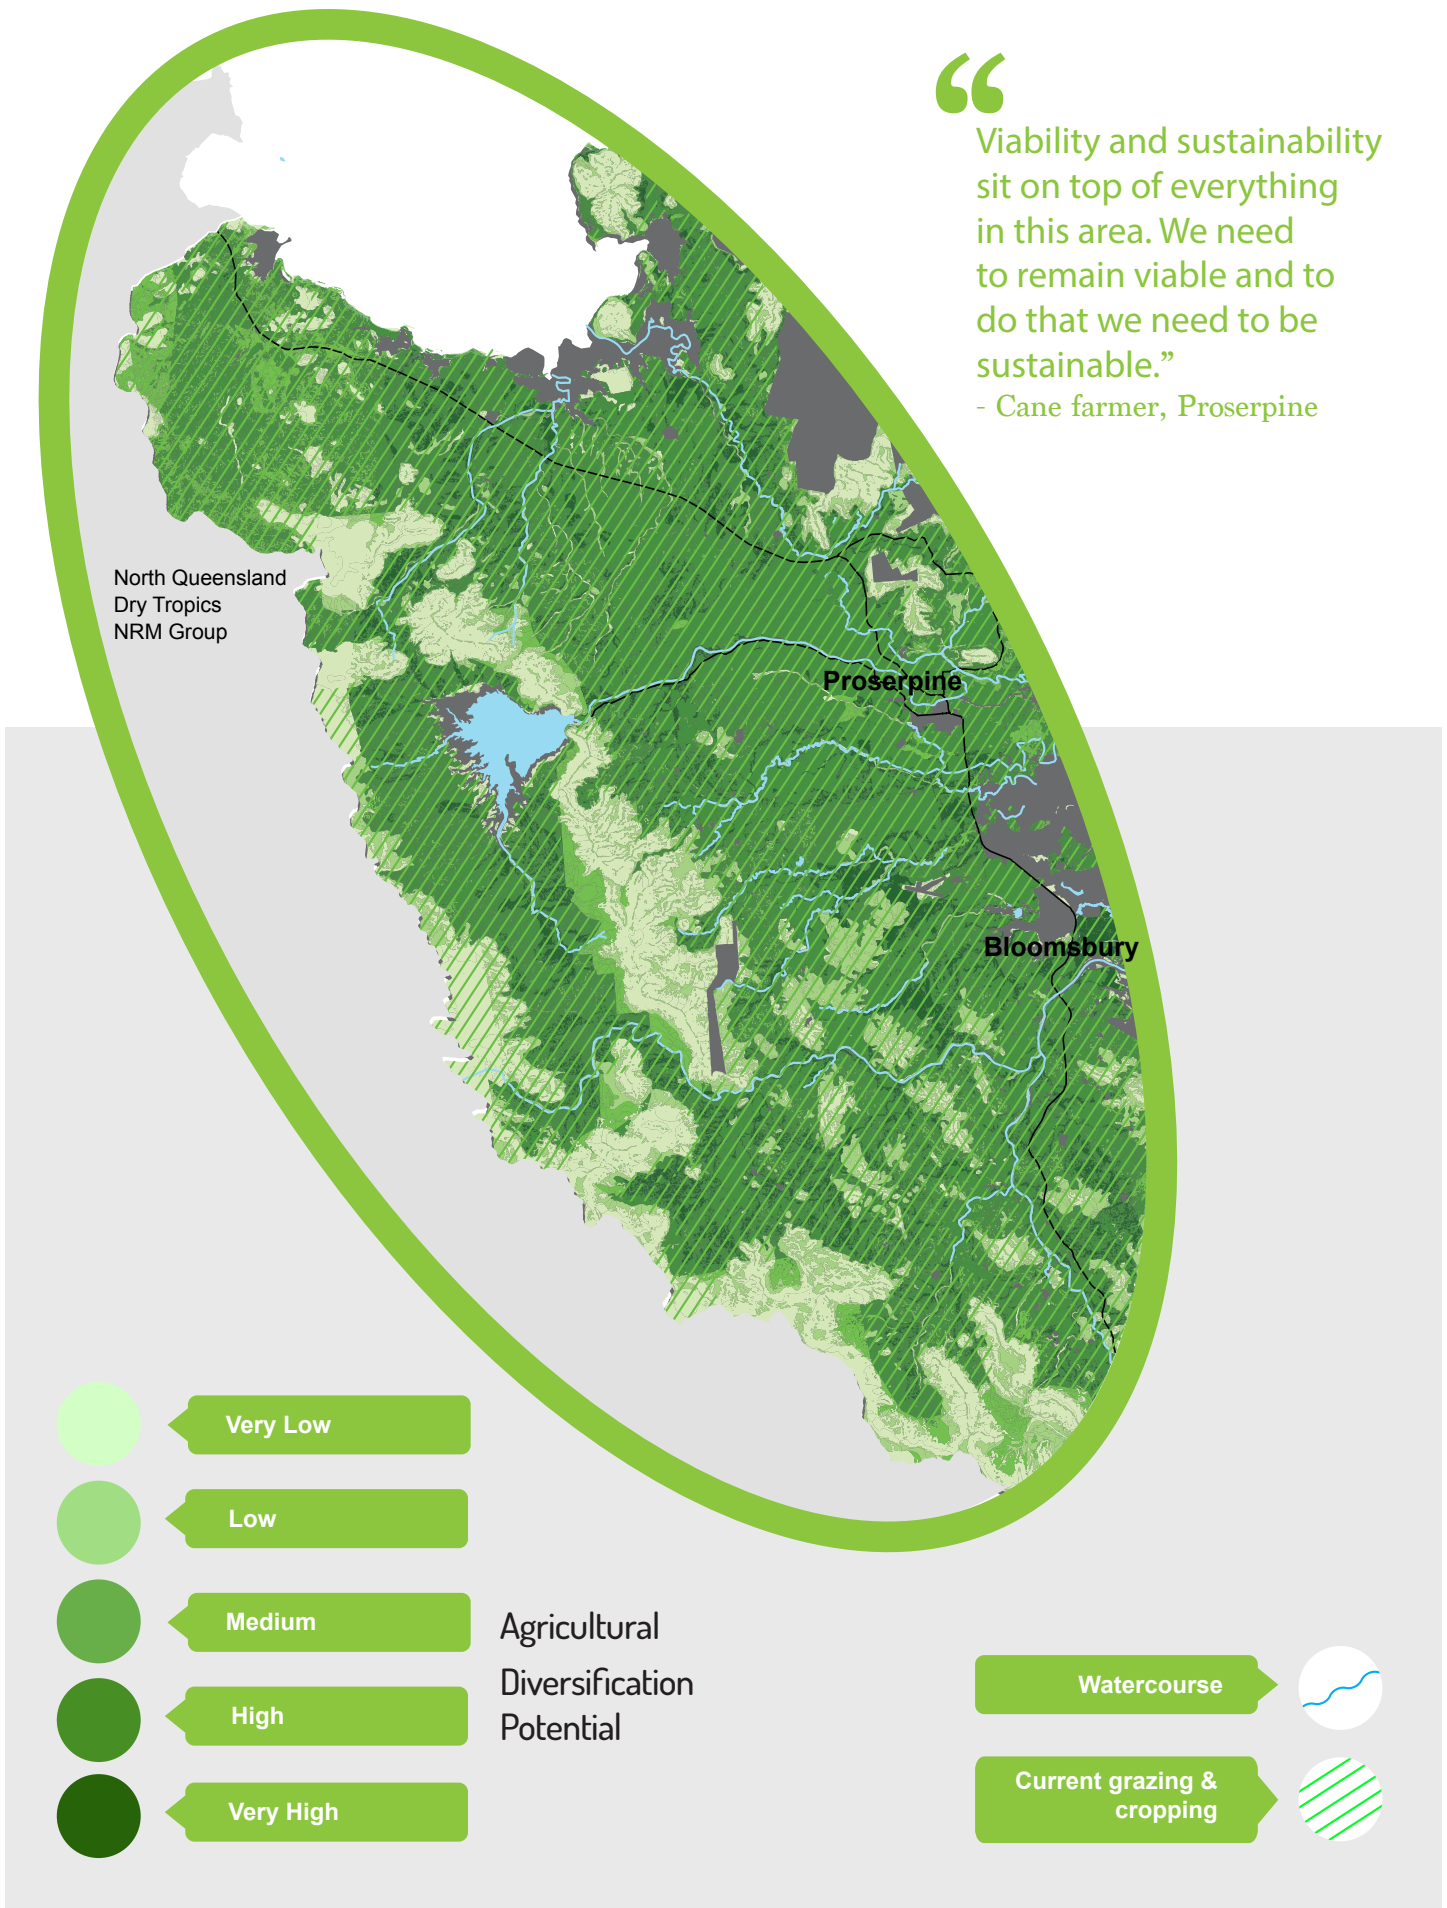 “
Viability and sustainability
sit on top of everything
in this area. We need
to remain viable and to
do that we need to be
sustainable.”
- Cane farmer, Proserpine
North Queensland
Dry Tropics
NRM Group
Proserpine
Bloomsbury
Very Low
Low
Medium
High
Very High
Agricultural
Diversification
Potential
Watercourse
Current grazing &
cropping